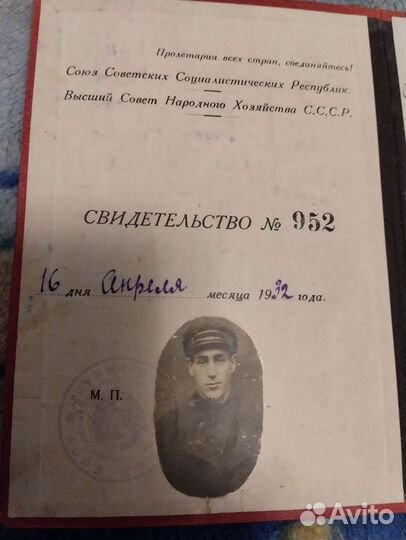 Пролетарии всех стран, соединяйтесь!
Союз Советских Социалистических Республик.
Высший Совет Народного Хозяйства С.С.С.Р.
СВИДЕТЕЛЬСТВО № 952
16 дня Апреля месяца 1932 года.
М. П.
Avito